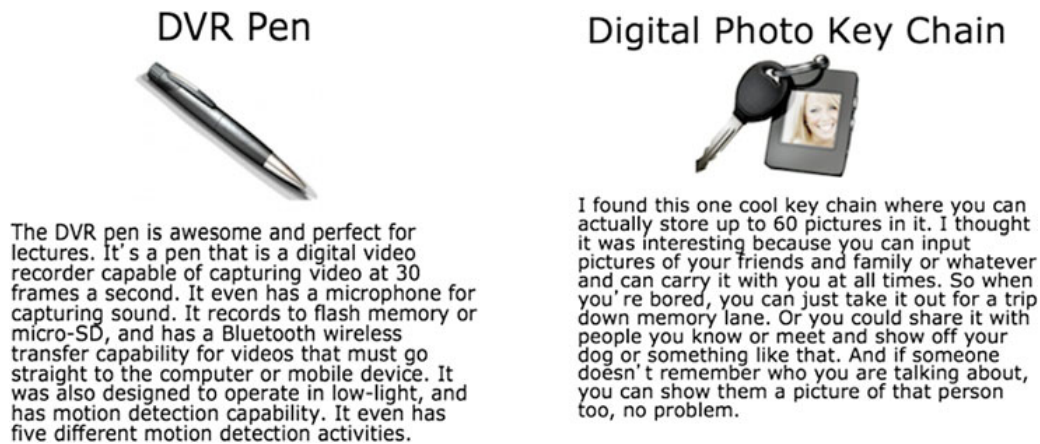 DVR Pen
The DVR pen is awesome and perfect for
lectures. It's a pen that is a digital video
recorder capable of capturing video at 30
frames a second. It even has a microphone for
capturing sound. It records to flash memory or
micro-SD, and has a Bluetooth wireless
transfer capability for videos that must go
straight to the computer or mobile device. It
was also designed to operate in low-light, and
has motion detection capability. It even has
five different motion detection activities.
Digital Photo Key Chain
I found this one cool key chain where you can
actually store up to 60 pictures in it. I thought
it was interesting because you can input
pictures of your friends and family or whatever
and can carry it with you at all times. So when
you're bored, you can just take it out for a trip
down memory lane. Or you could share it with
people you know or meet and show off your
dog or something like that. And if someone
doesn't remember who you are talking about,
you can show them a picture of that person
too, no problem.